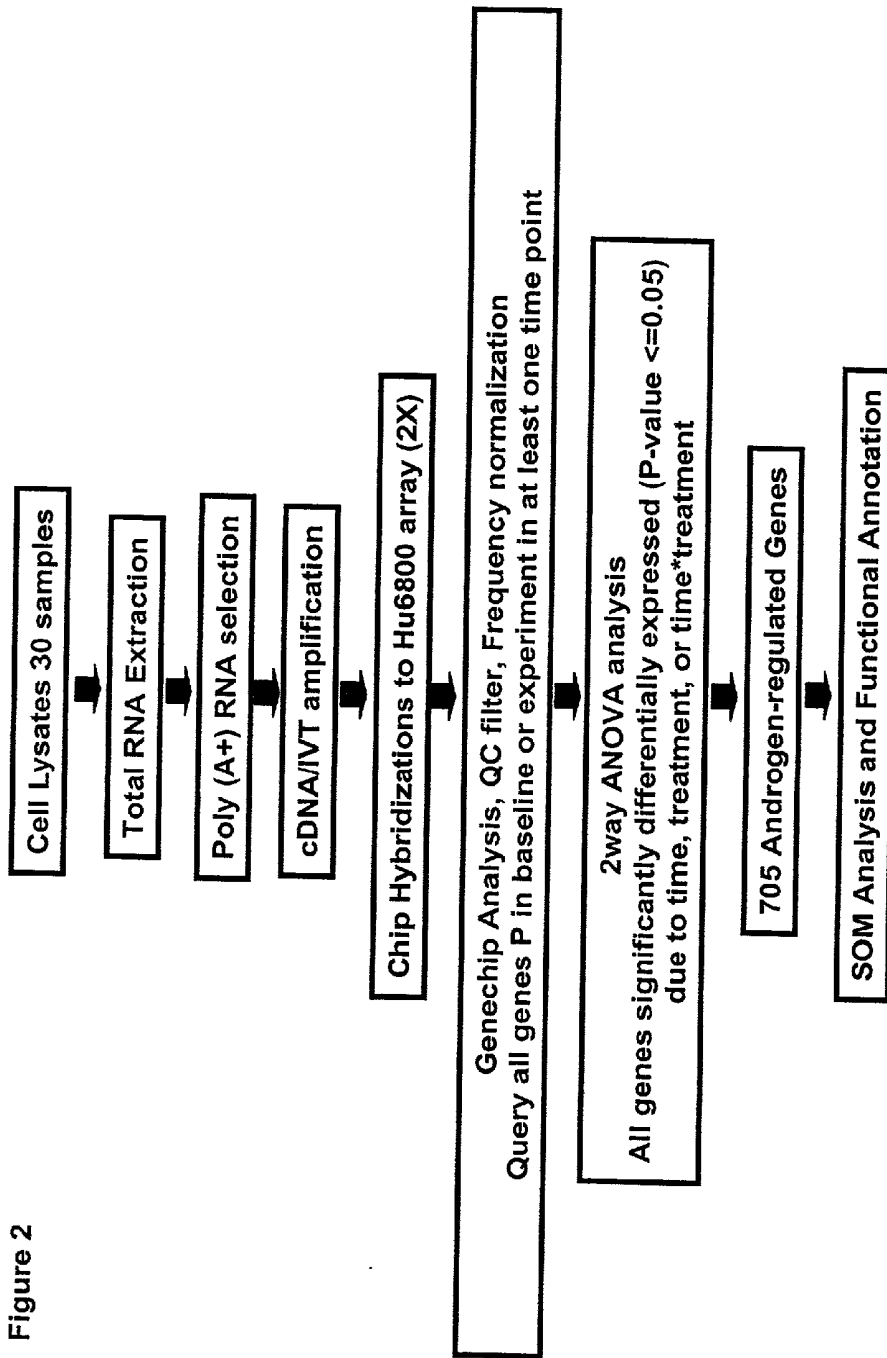 Figure 2
Cell Lysates 30 samples
Total RNA Extraction
Poly (A+) RNA selection
cDNA/IVT amplification
Chip Hybridizations to Hu6800 array (2X)
Genechip Analysis, QC filter, Frequency normalization
Query all genes P in baseline or experiment in at least one time point
2way ANOVA analysis
All genes significantly differentially expressed (P-value <=0.05)
due to time, treatment, or time*treatment
705 Androgen-regulated Genes
SOM Analysis and Functional Annotation